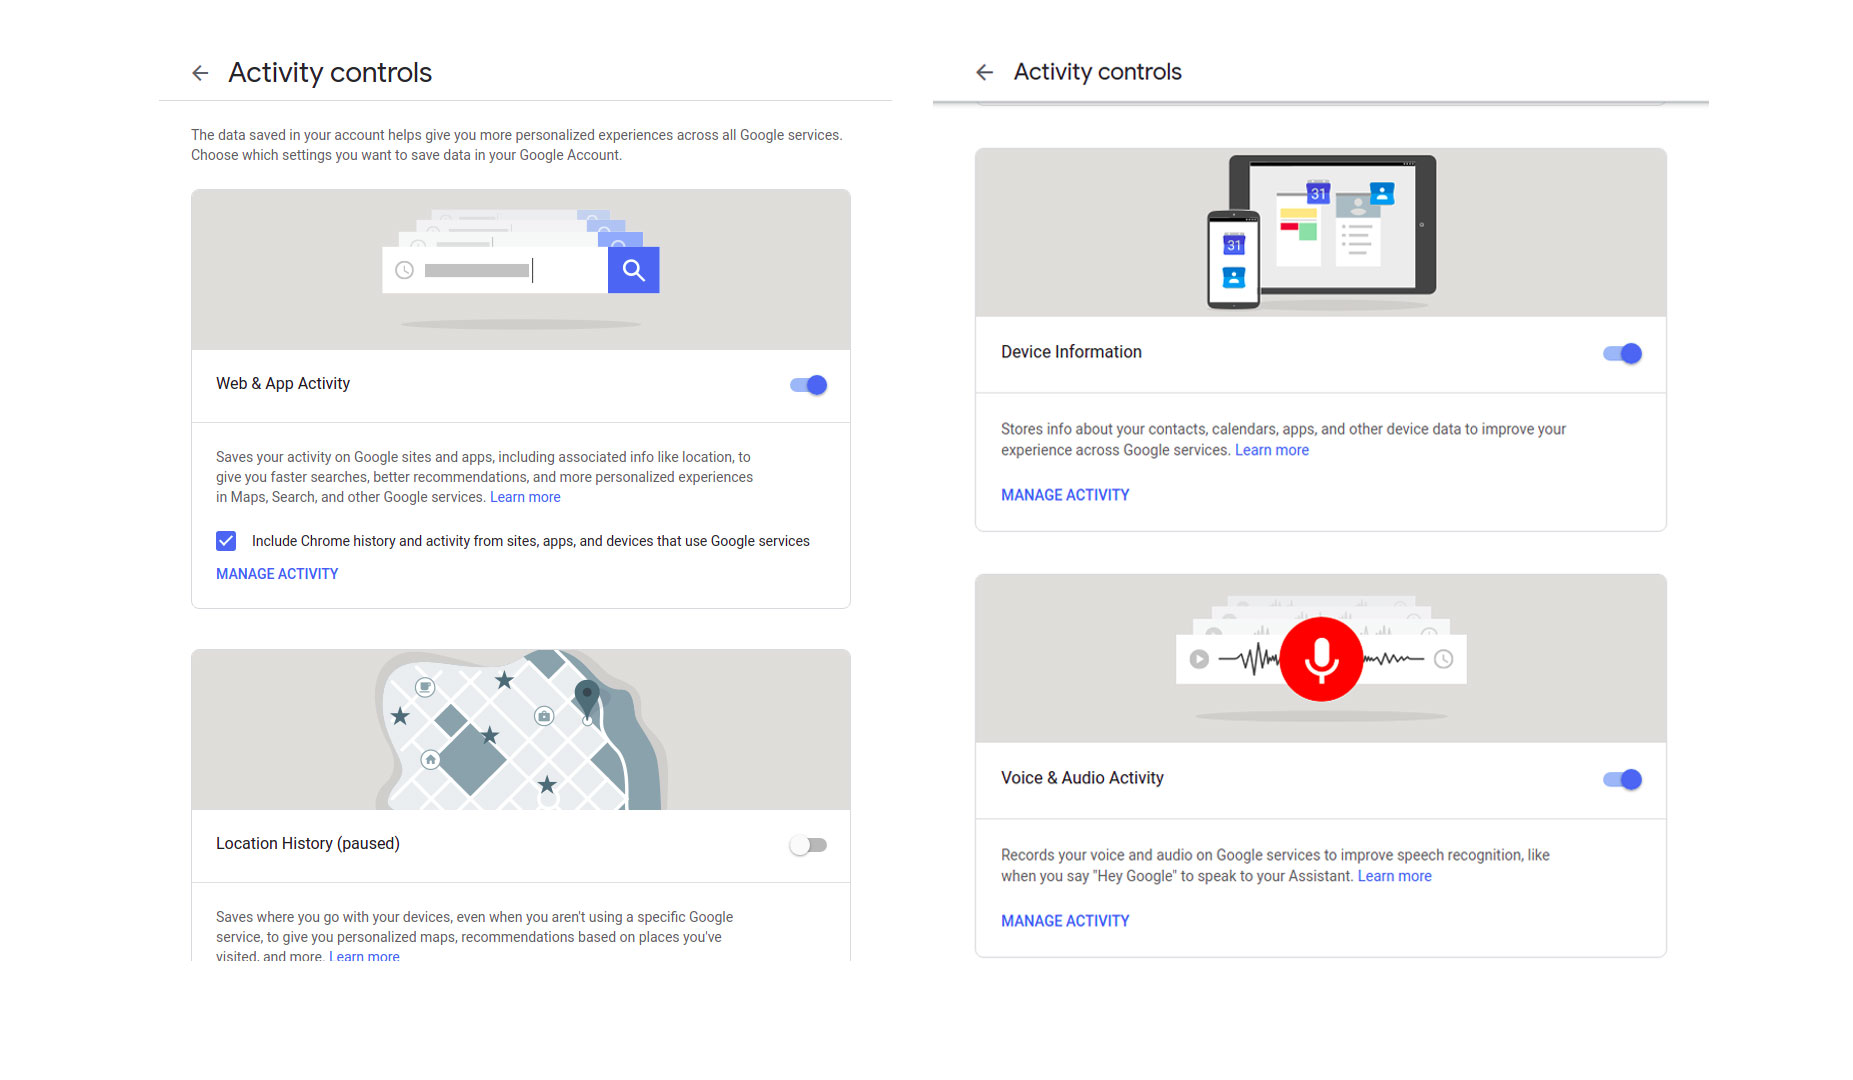 Activity controls
The data saved in your account helps give you more personalized experiences across all Google services.
Choose which settings you want to save data in your Google Account.
Web & App Activity
Saves your activity on Google sites and apps, including associated info like location, to
give you faster searches, better recommendations, and more personalized experiences
in Maps, Search, and other Google services. Learn more
Include Chrome history and activity from sites, apps, and devices that use Google services
MANAGE ACTIVITY
Location History (paused)
Saves where you go with your devices, even when you aren't using a specific Google
service, to give you personalized maps, recommendations based on places you've
visited, and more. Learn more
Activity controls
31
31
Device Information
Stores info about your contacts, calendars, apps, and other device data to improve your
experience across Google services. Learn more
MANAGE ACTIVITY
Voice & Audio Activity
Records your voice and audio on Google services to improve speech recognition, like
when you say "Hey Google" to speak to your Assistant. Learn more
MANAGE ACTIVITY